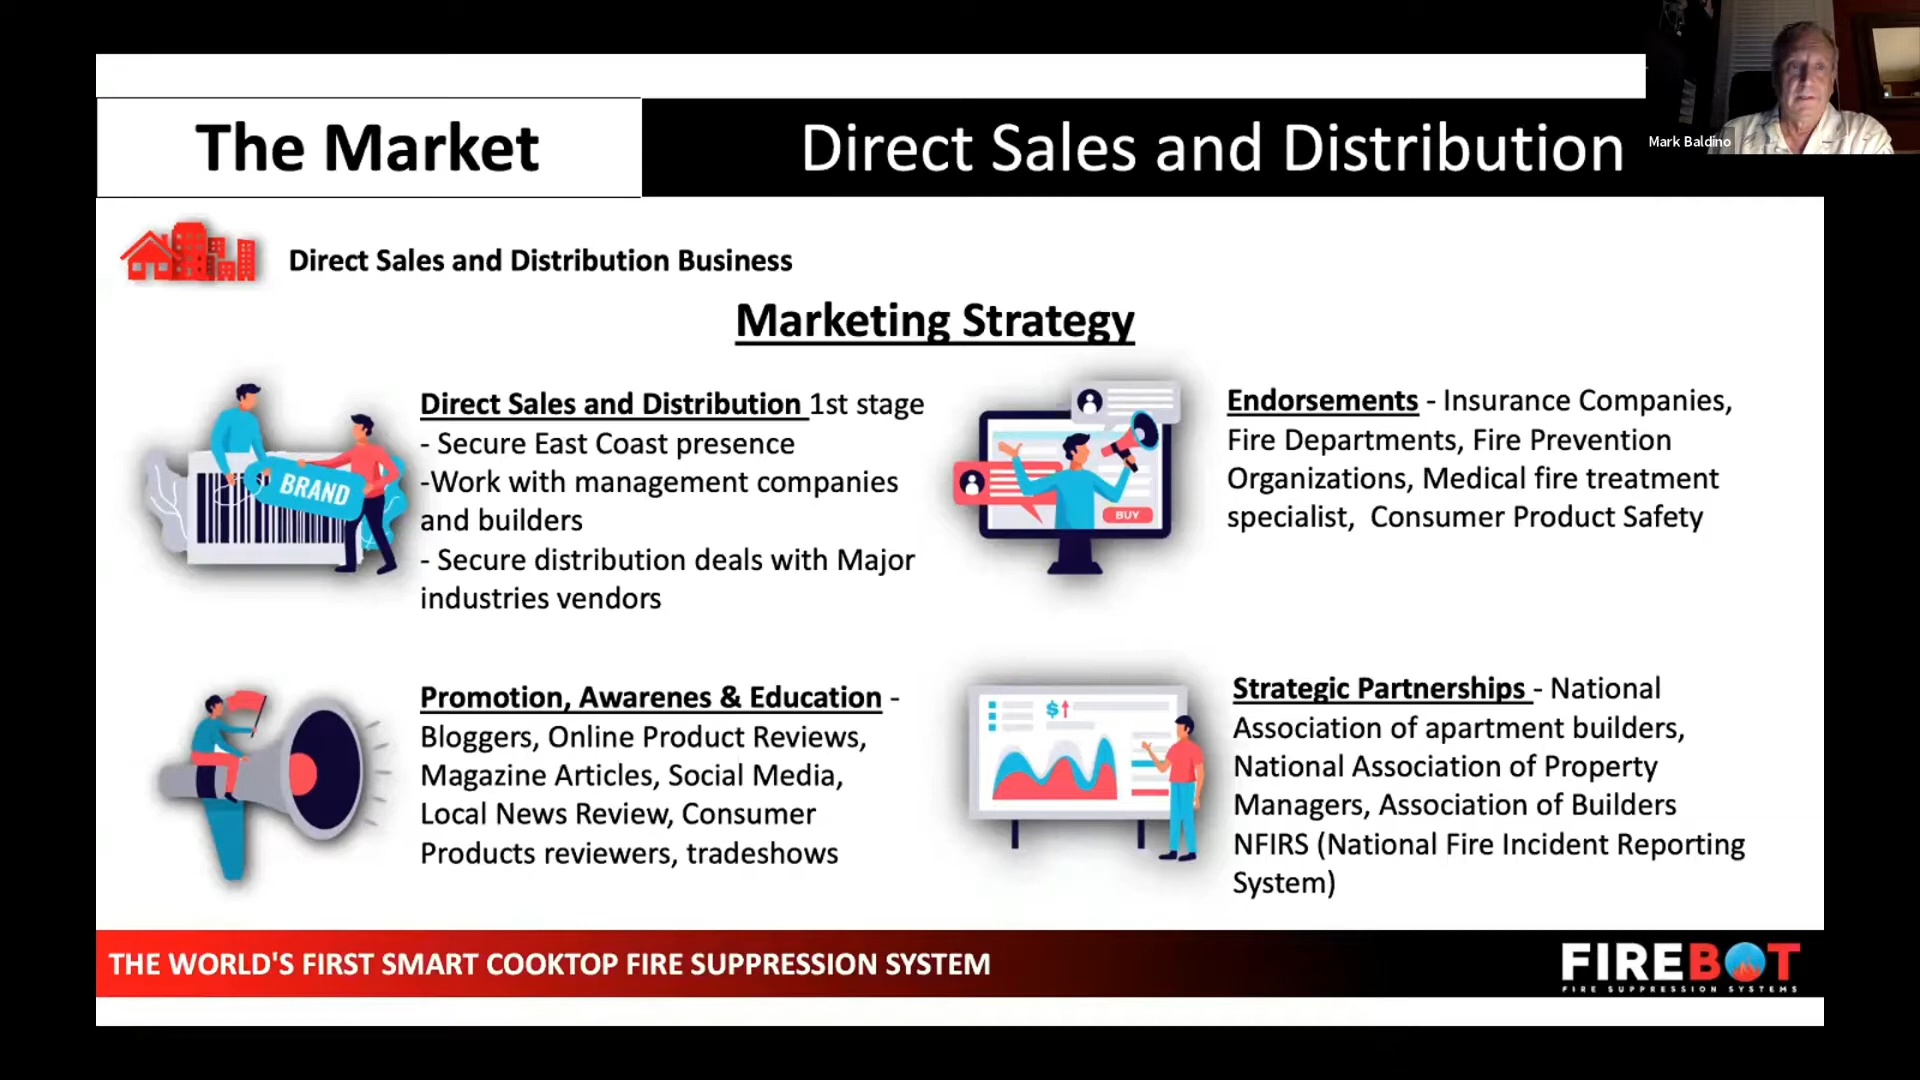 The Market
Direct Sales and Distribution
Mark Baldino
Direct Sales and Distribution Business
Marketing Strategy
BRAND
Direct Sales and Distribution 1st stage
- Secure East Coast presence
-Work with management companies
and builders
- Secure distribution deals with Major
industries vendors
BUY
Endorsements - Insurance Companies,
Fire Departments, Fire Prevention
Organizations, Medical fire treatment
specialist, Consumer Product Safety
Promotion, Awarenes & Education -
Bloggers, Online Product Reviews,
Magazine Articles, Social Media,
Local News Review, Consumer
Products reviewers, tradeshows
$
Strategic Partnerships - National
Association of apartment builders,
National Association of Property
Managers, Association of Builders
NFIRS (National Fire Incident Reporting
System)
THE WORLD'S FIRST SMART COOKTOP FIRE SUPPRESSION SYSTEM
FIREBOT
FIRE SUPPRESSION SYSTEMS